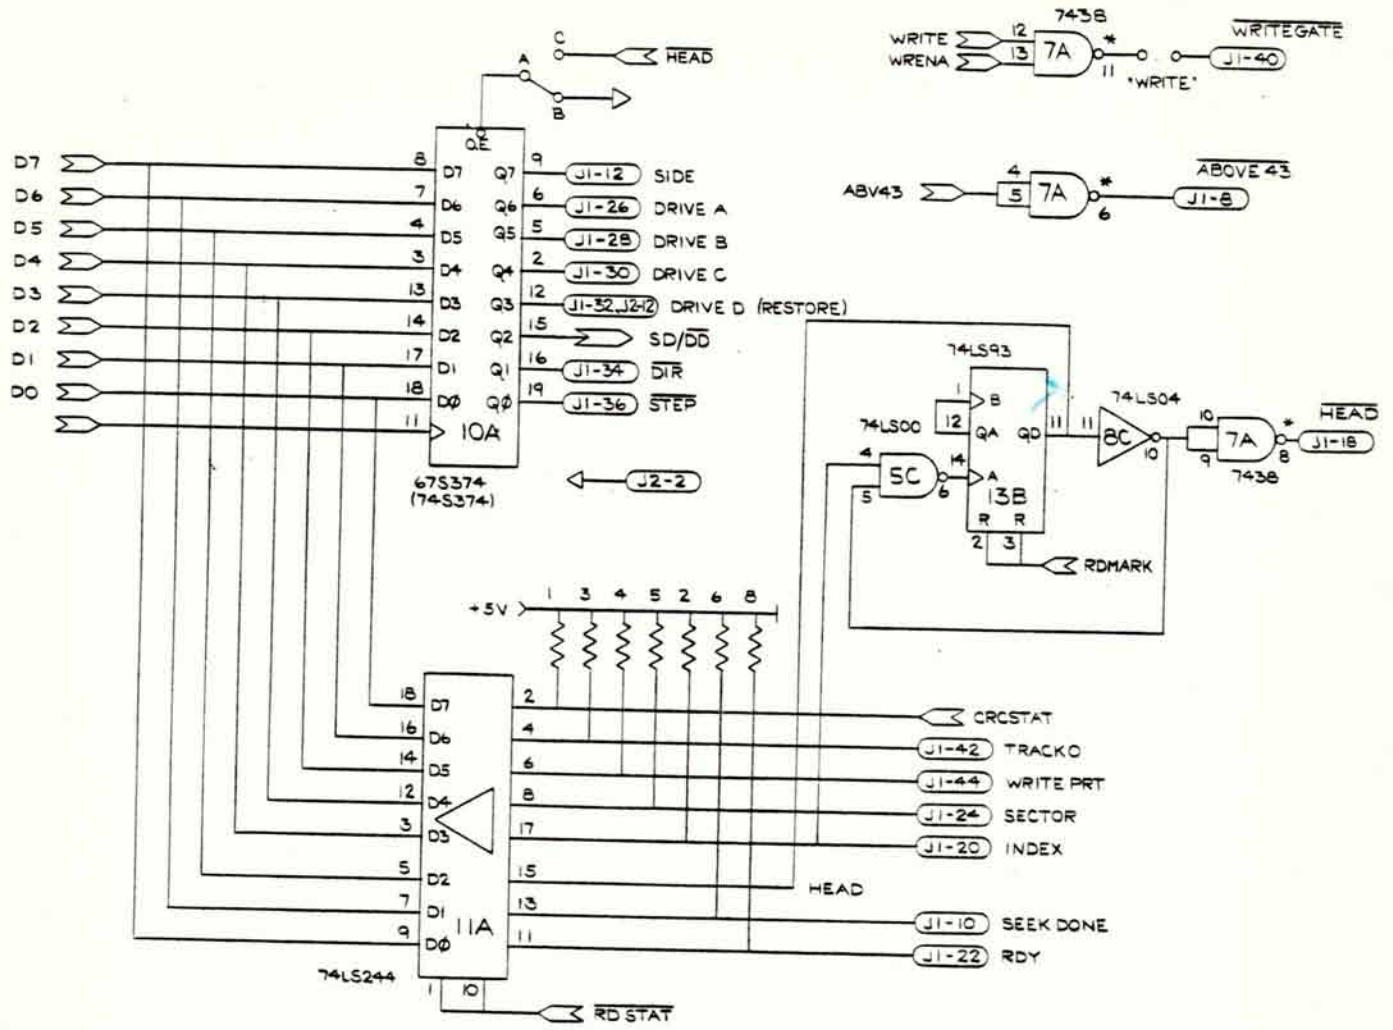 7438
WRITE 12
WRENA 13 7A * 11
"WRITE"
WRITEGATE
J1-40
C
HEAD
A
B
QE
D7 8 D7 Q7 9 J1-12 SIDE
D6 7 D6 Q6 6 J1-26 DRIVE A
D5 4 D5 Q5 5 J1-28 DRIVE B
D4 3 D4 Q4 2 J1-30 DRIVE C
D3 13 D3 Q3 12 J1-32,J2-12 DRIVE D (RESTORE)
D2 14 D2 Q2 15 SD/DD
D1 17 D1 Q1 16 J1-34 DIR
D0 18 DØ QØ 19 J1-36 STEP
11 10A
67S374
(74S374)
J2-2
ABV43 4 5 7A * 6 J1-8
ABOVE 43
74LS93
1 B
12 QA QD 11
14 A
13B
R R
2 3
RDMARK
74LS00
4
5 5C 6
74LS04
11 8C 10
10
9 7A * 8
7438
HEAD
J1-18
+5V 1 3 4 5 2 6 8
18 D7 2 CRCSTAT
16 D6 4 J1-42 TRACK0
14 D5 6 J1-44 WRITE PRT
12 D4 8 J1-24 SECTOR
3 D3 17 J1-20 INDEX
5 D2 15 HEAD
7 D1 13 J1-10 SEEK DONE
9 DØ 11 J1-22 RDY
11A
74LS244
1 10
RD STAT